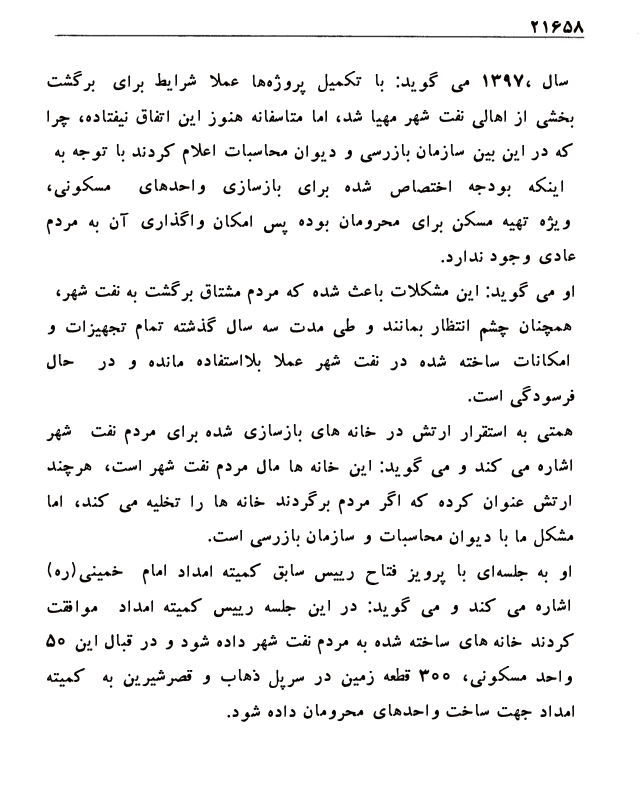 ۲۱۶۵۸
سال ،۱۳۹۷ می گوید: با تکمیل پروژه‌ها عملا شرایط برای برگشت
بخشی از اهالی نفت شهر مهیا شد، اما متاسفانه هنوز این اتفاق نیفتاده، چرا
که در این بین سازمان بازرسی و دیوان محاسبات اعلام کردند با توجه به
اینکه بودجه اختصاص شده برای بازسازی واحدهای مسکونی،
ویژه تهیه مسکن برای محرومان بوده پس امکان واگذاری آن به مردم
عادی وجود ندارد.
او می گوید: این مشکلات باعث شده که مردم مشتاق برگشت به نفت شهر،
همچنان چشم انتظار بمانند و طی مدت سه سال گذشته تمام تجهیزات و
امکانات ساخته شده در نفت شهر عملا بلااستفاده مانده و در حال
فرسودگی است.
همتی به استقرار ارتش در خانه های بازسازی شده برای مردم نفت شهر
اشاره می کند و می گوید: این خانه ها مال مردم نفت شهر است، هرچند
ارتش عنوان کرده که اگر مردم برگردند خانه ها را تخلیه می کند، اما
مشکل ما با دیوان محاسبات و سازمان بازرسی است.
او به جلسه‌ای با پرویز فتاح رییس سابق کمیته امداد امام خمینی(ره)
اشاره می کند و می گوید: در این جلسه رییس کمیته امداد موافقت
کردند خانه های ساخته شده به مردم نفت شهر داده شود و در قبال این ۵۰
واحد مسکونی، ۳۰۰ قطعه زمین در سرپل ذهاب و قصرشیرین به کمیته
امداد جهت ساخت واحدهای محرومان داده شود.